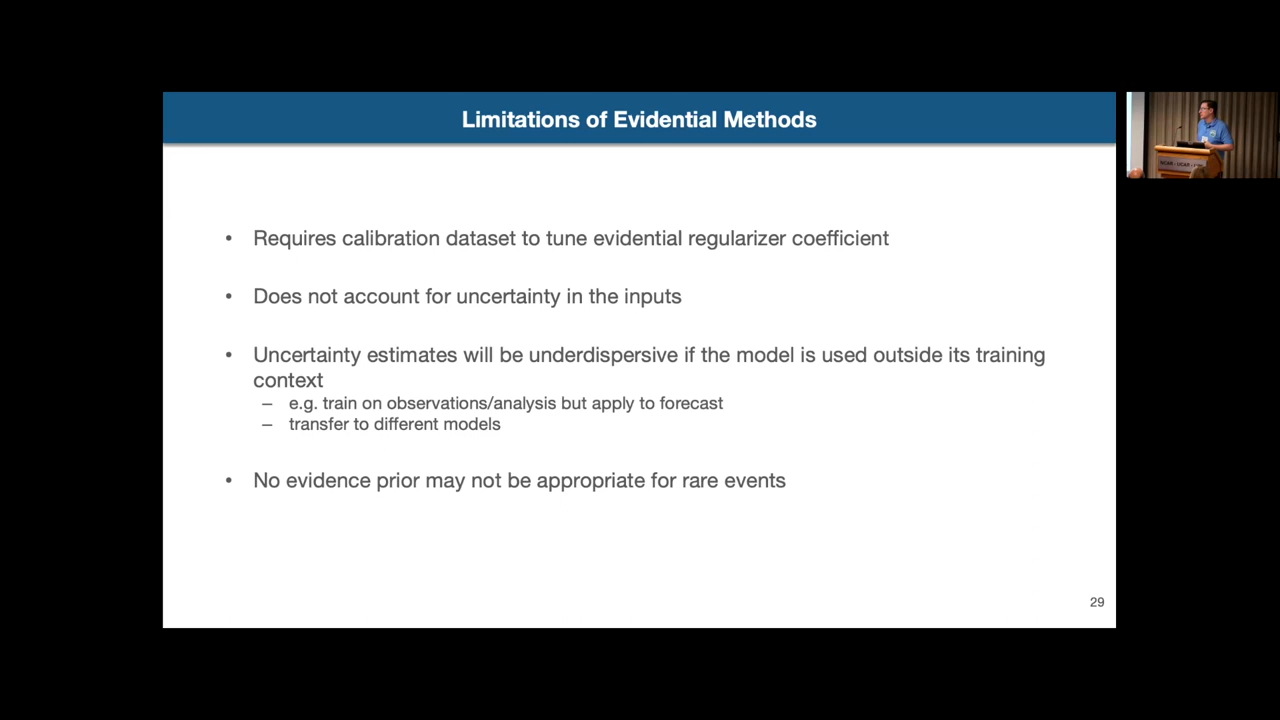 Limitations of Evidential Methods
• Requires calibration dataset to tune evidential regularizer coefficient
• Does not account for uncertainty in the inputs
• Uncertainty estimates will be underdispersive if the model is used outside its training
context
– e.g. train on observations/analysis but apply to forecast
– transfer to different models
• No evidence prior may not be appropriate for rare events
29